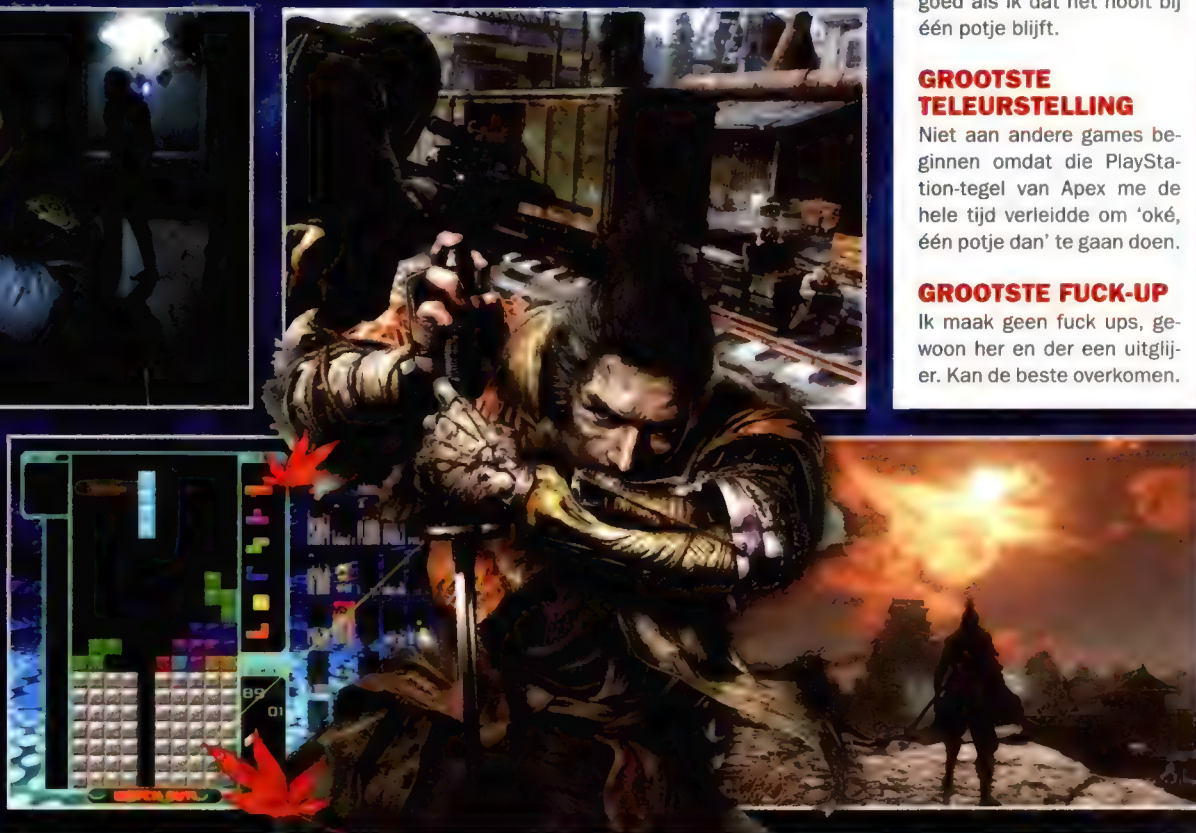 goed als ik dat het nooit bij
één potje blijft.
GROOTSTE
TELEURSTELLING
Niet aan andere games be-
ginnen omdat die PlaySta-
tion-tegel van Apex me de
hele tijd verleidde om ‘oké,
één potje dan’ te gaan doen.
GROOTSTE FUCK-UP
Ik maak geen fuck ups, ge-
woon her en der een uitglij-
er. Kan de beste overkomen.
89
01